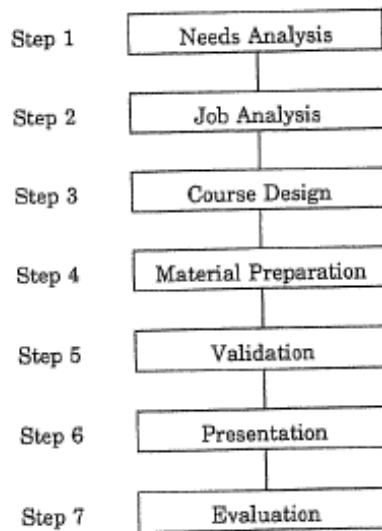 Step 1 Needs Analysis
Step 2 Job Analysis
Step 3 Course Design
Step 4 Material Preparation
Step 5 Validation
Step 6 Presentation
Step 7 Evaluation